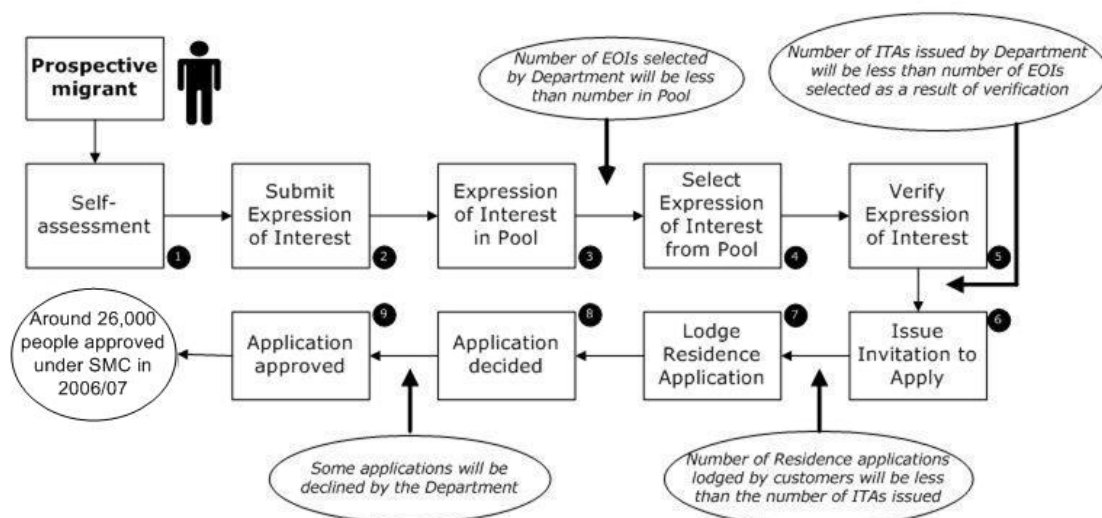 Prospective
migrant
Number of EOIs selected
by Department will be less
than number in Pool
Number of ITAs issued by Department
will be less than number of EOIs
selected as a result of verification
Self-
assessment
1
Submit
Expression
of Interest
2
Expression
of Interest
in Pool
3
Select
Expression
of Interest
from Pool
4
Verify
Expression
of Interest
5
Issue
Invitation to
Apply
6
Lodge
Residence
Application
7
Application
decided
8
Application
approved
9
Around 26,000
people approved
under SMC in
2006/07
Some applications will be
declined by the Department
Number of Residence applications
lodged by customers will be less
than the number of ITAs issued